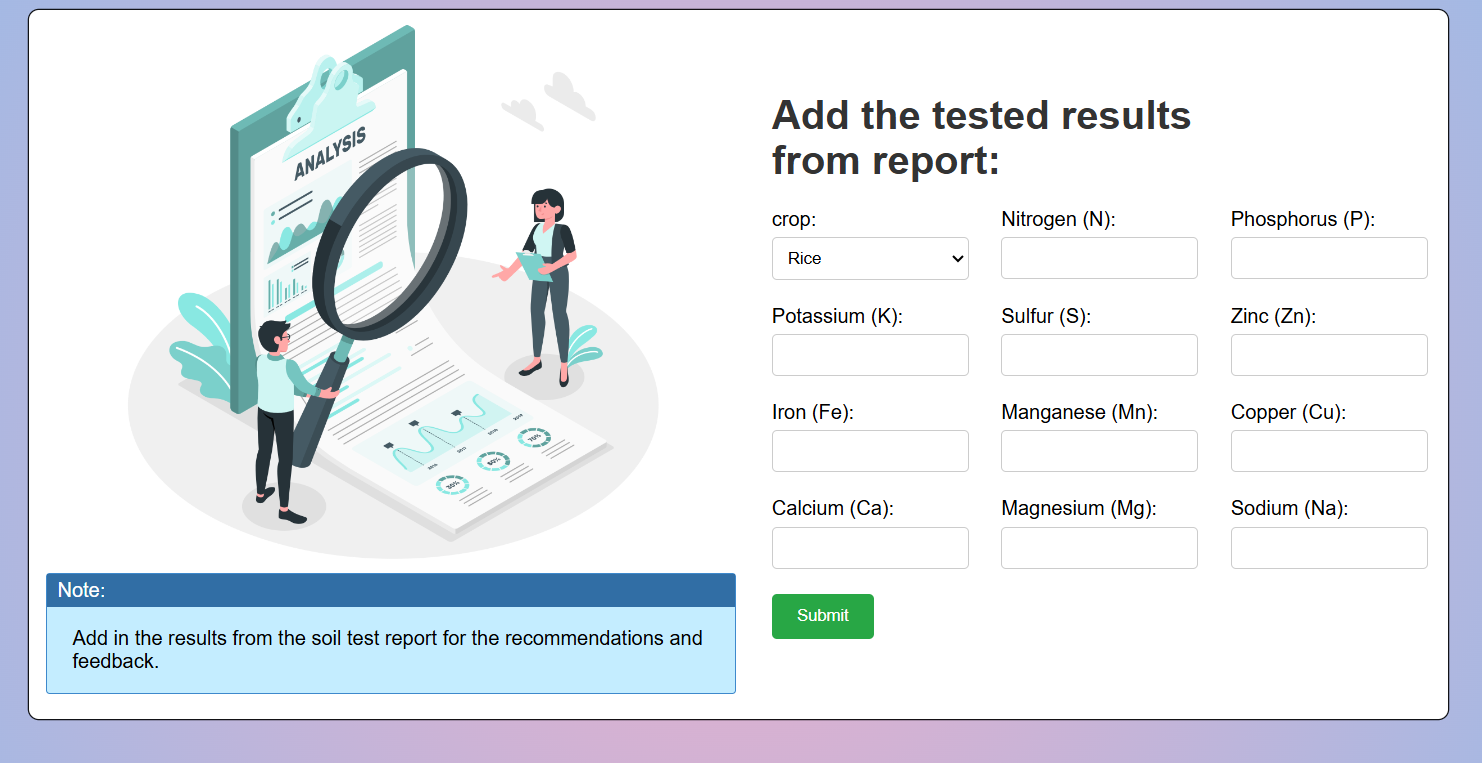 ANALYSIS
Add the tested results
from report:
crop:
Nitrogen (N):
Phosphorus (P):
Rice
Potassium (K):
Sulfur (S):
Zinc (Zn):
Iron (Fe):
Manganese (Mn):
Copper (Cu):
Calcium (Ca):
Magnesium (Mg):
Sodium (Na):
Submit
Note:
Add in the results from the soil test report for the recommendations and
feedback.